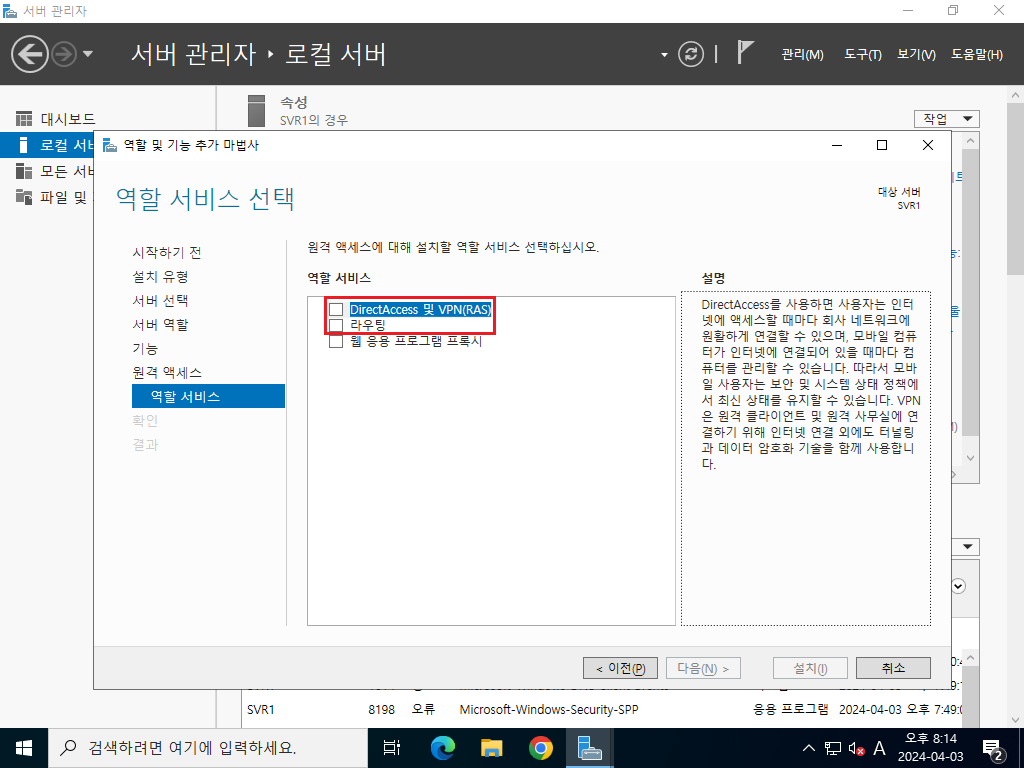 서버 관리자
서버 관리자 · 로컬 서버
관리(M) 도구(T) 보기(V) 도움말(H)
대시보드
로컬 서버
모든 서버
파일 및
속성
SVR1의 경우
작업
역할 및 기능 추가 마법사
역할 서비스 선택
대상 서버
SVR1
시작하기 전
설치 유형
서버 선택
서버 역할
기능
원격 액세스
역할 서비스
확인
결과
원격 액세스에 대해 설치할 역할 서비스 선택하십시오.
역할 서비스
DirectAccess 및 VPN(RAS)
라우팅
웹 응용 프로그램 프록시
설명
DirectAccess를 사용하면 사용자는 인터
넷에 액세스할 때마다 회사 네트워크에
원활하게 연결할 수 있으며, 모바일 컴퓨
터가 인터넷에 연결되어 있을 때마다 컴
퓨터를 관리할 수 있습니다. 따라서 모바
일 사용자는 보안 및 시스템 상태 정책에
서 최신 상태를 유지할 수 있습니다. VPN
은 원격 클라이언트 및 원격 사무실에 연
결하기 위해 인터넷 연결 외에도 터널링
과 데이터 암호화 기술을 함께 사용합니
다.
< 이전(P) 다음(N) > 설치(I) 취소
SVR1 8198 오류 Microsoft-Windows-Security-SPP 응용 프로그램 2024-04-03 오후 7:49:0
검색하려면 여기에 입력하세요.
A
오후 8:14
2024-04-03
2